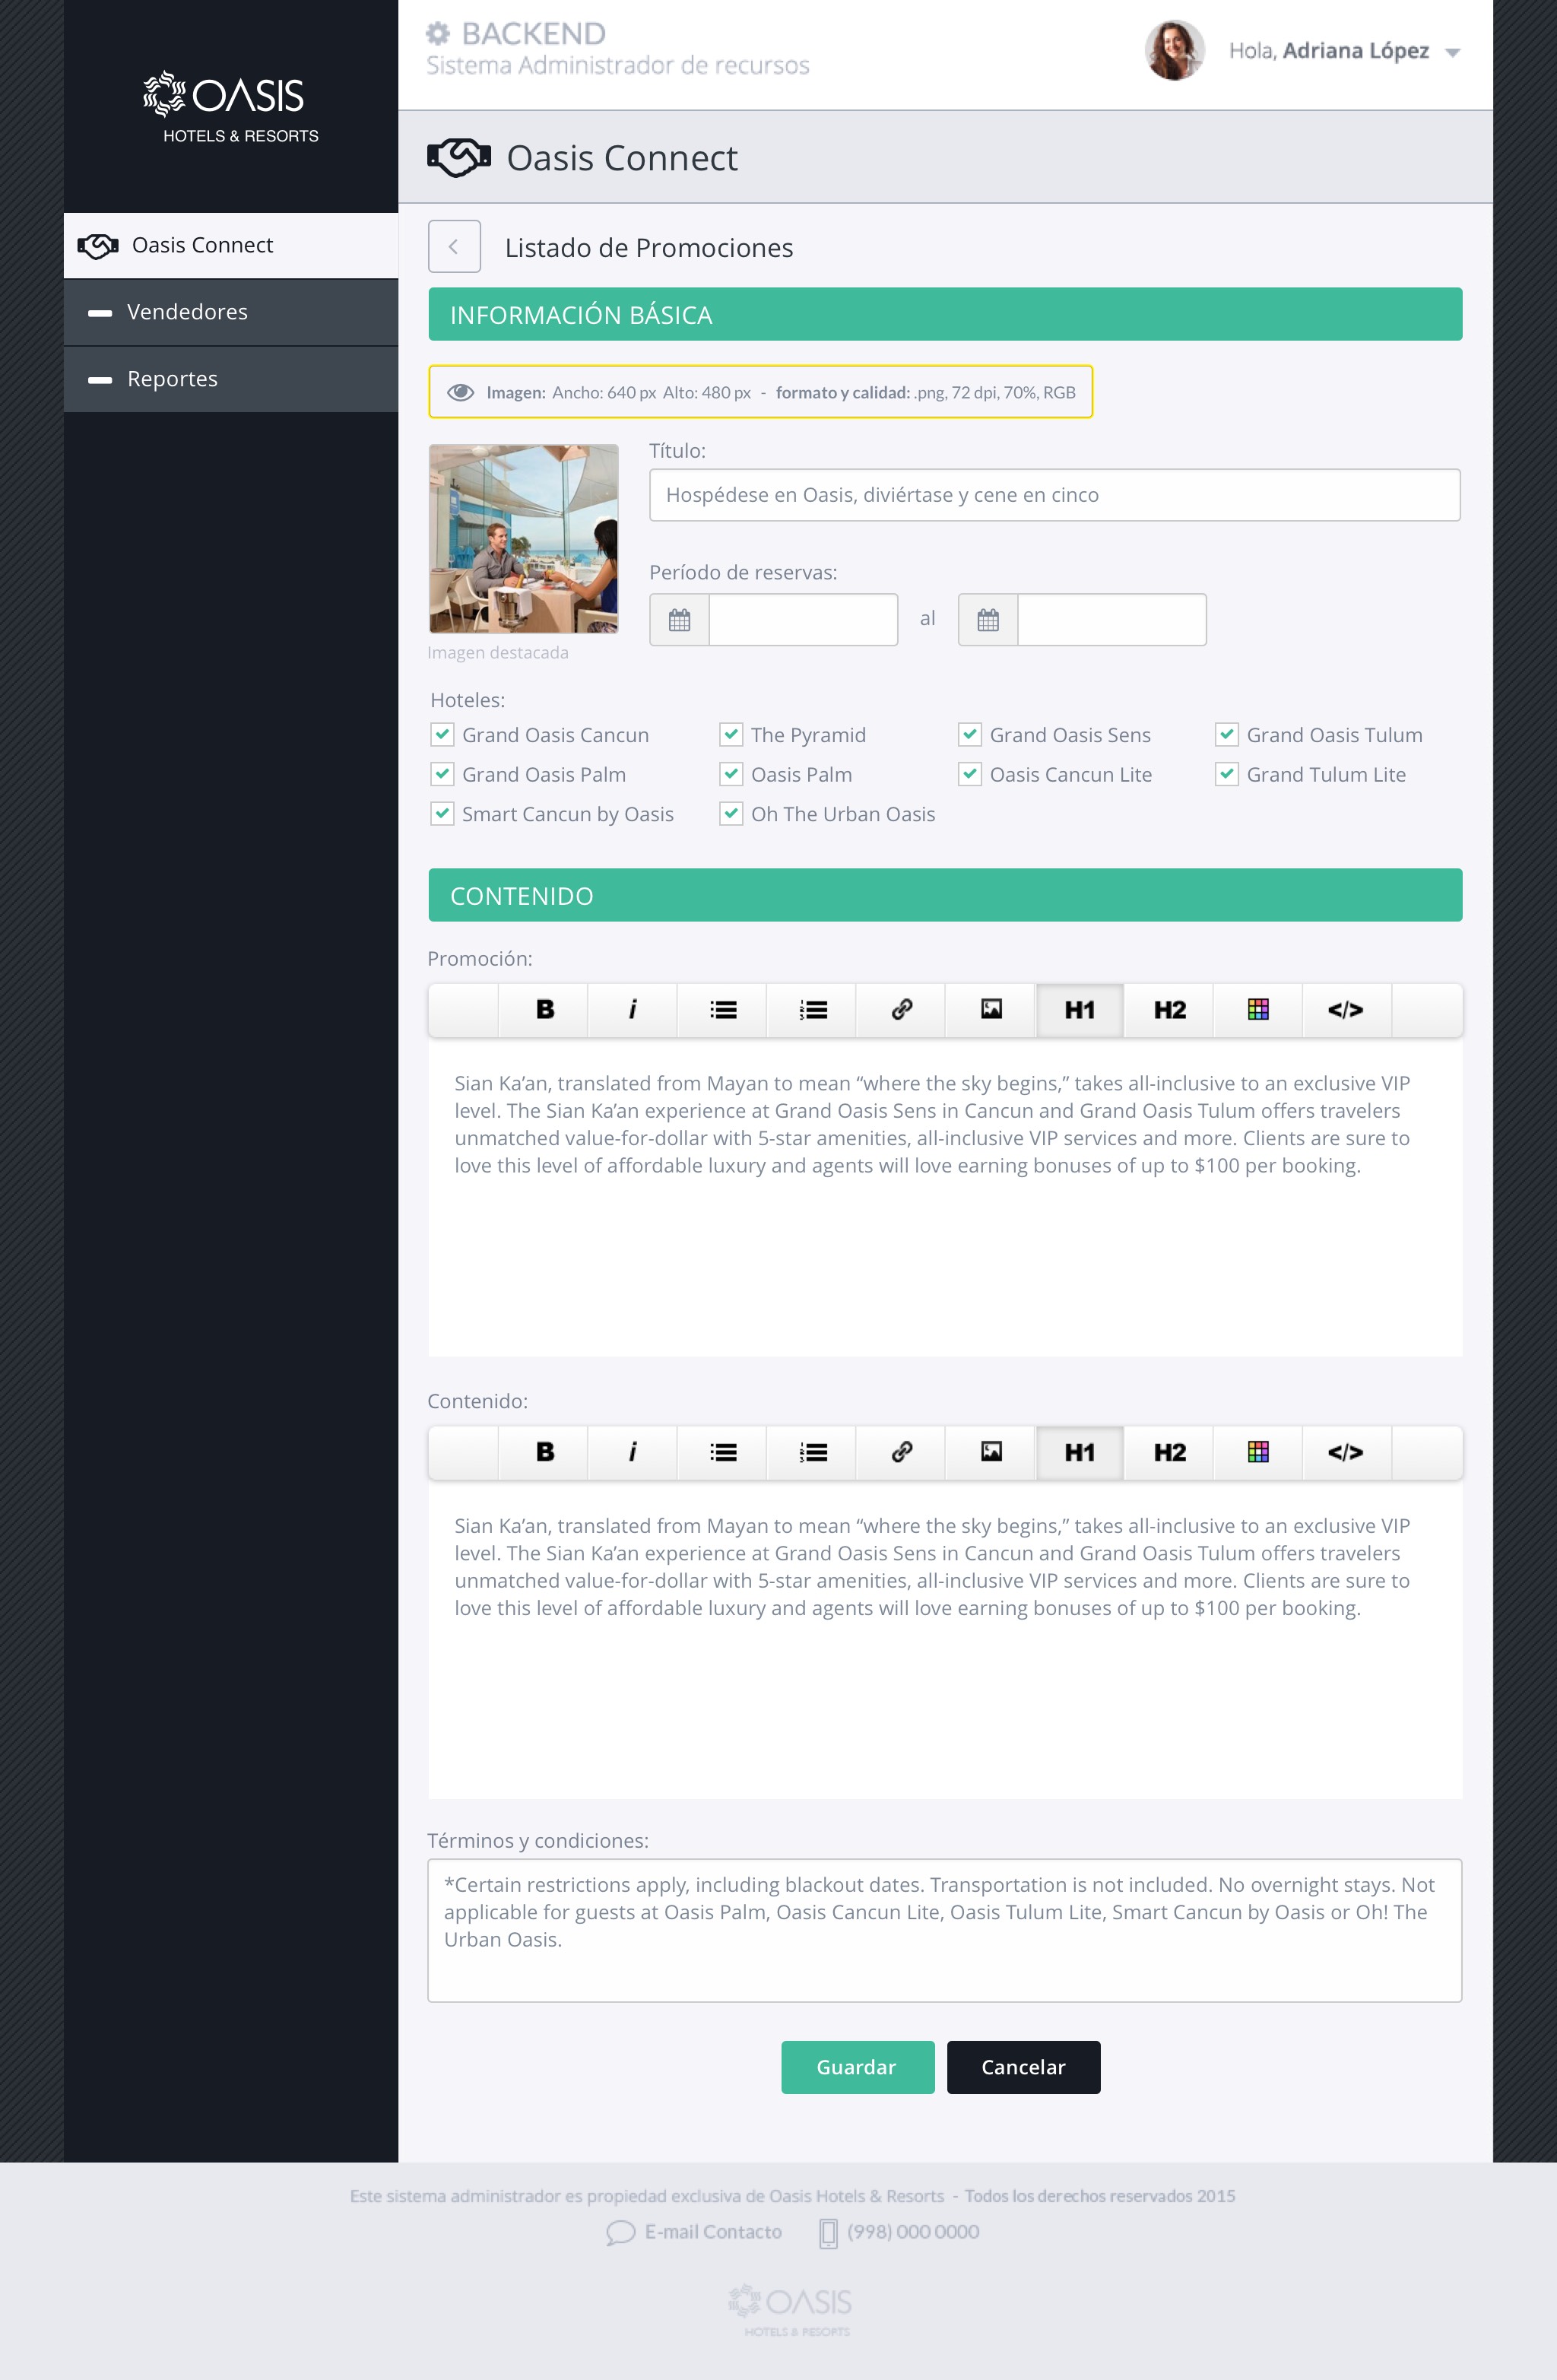 OASIS
HOTELS & RESORTS
BACKEND
Sistema Administrador de recursos
Hola, Adriana López
Oasis Connect
Oasis Connect
Vendedores
Reportes
Listado de Promociones
INFORMACIÓN BÁSICA
Imagen: Ancho: 640 px Alto: 480 px - formato y calidad: .png, 72 dpi, 70%, RGB
Título:
Hospédese en Oasis, diviértase y cene en cinco
Período de reservas:
al
Imagen destacada
Hoteles:
Grand Oasis Cancun The Pyramid Grand Oasis Sens Grand Oasis Tulum
Grand Oasis Palm Oasis Palm Oasis Cancun Lite Grand Tulum Lite
Smart Cancun by Oasis Oh The Urban Oasis
CONTENIDO
Promoción:
B i H1 H2 </>
Sian Ka’an, translated from Mayan to mean “where the sky begins,” takes all-inclusive to an exclusive VIP
level. The Sian Ka’an experience at Grand Oasis Sens in Cancun and Grand Oasis Tulum offers travelers
unmatched value-for-dollar with 5-star amenities, all-inclusive VIP services and more. Clients are sure to
love this level of affordable luxury and agents will love earning bonuses of up to $100 per booking.
Contenido:
B i H1 H2 </>
Sian Ka’an, translated from Mayan to mean “where the sky begins,” takes all-inclusive to an exclusive VIP
level. The Sian Ka’an experience at Grand Oasis Sens in Cancun and Grand Oasis Tulum offers travelers
unmatched value-for-dollar with 5-star amenities, all-inclusive VIP services and more. Clients are sure to
love this level of affordable luxury and agents will love earning bonuses of up to $100 per booking.
Términos y condiciones:
*Certain restrictions apply, including blackout dates. Transportation is not included. No overnight stays. Not
applicable for guests at Oasis Palm, Oasis Cancun Lite, Oasis Tulum Lite, Smart Cancun by Oasis or Oh! The
Urban Oasis.
Guardar Cancelar
Este sistema administrador es propiedad exclusiva de Oasis Hotels & Resorts - Todos los derechos reservados 2015
E-mail Contacto (998) 000 0000
OASIS
HOTELS & RESORTS